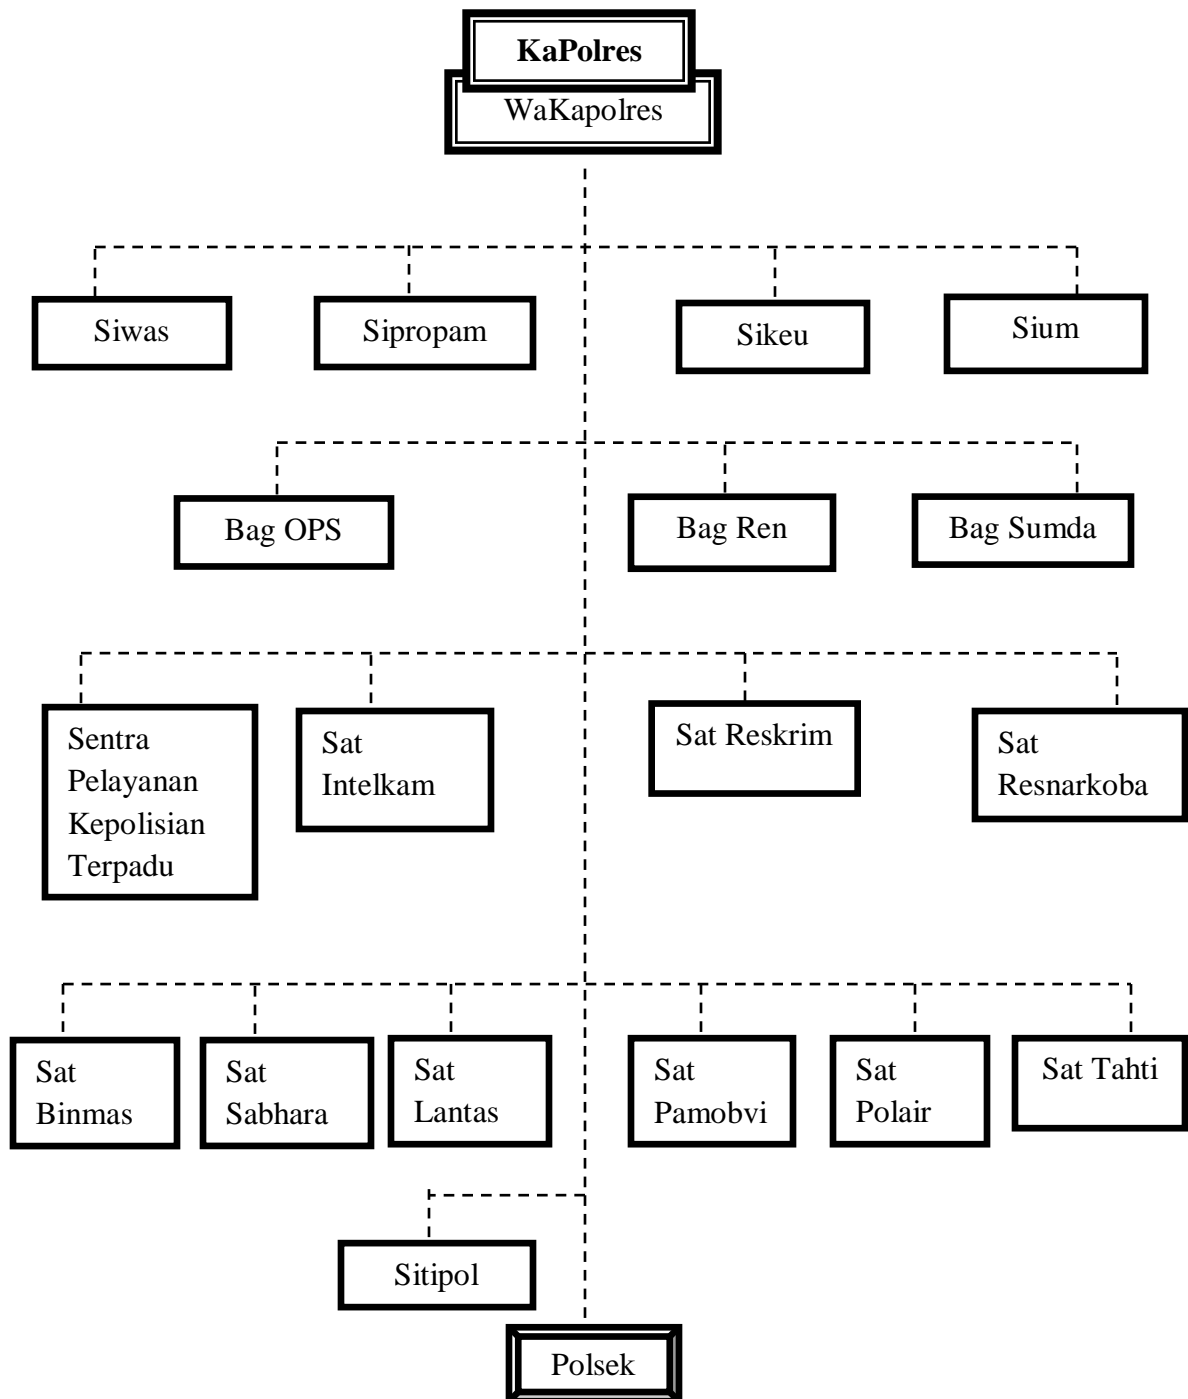 KaPolres
WaKapolres
Siwas
Sipropam
Sikeu
Sium
Bag OPS
Bag Ren
Bag Sumda
Sentra
Pelayanan
Kepolisian
Terpadu
Sat
Intelkam
Sat Reskrim
Sat
Resnarkoba
Sat
Binmas
Sat
Sabhara
Sat
Lantas
Sat
Pamobvi
Sat
Polair
Sat Tahti
Sitipol
Polsek